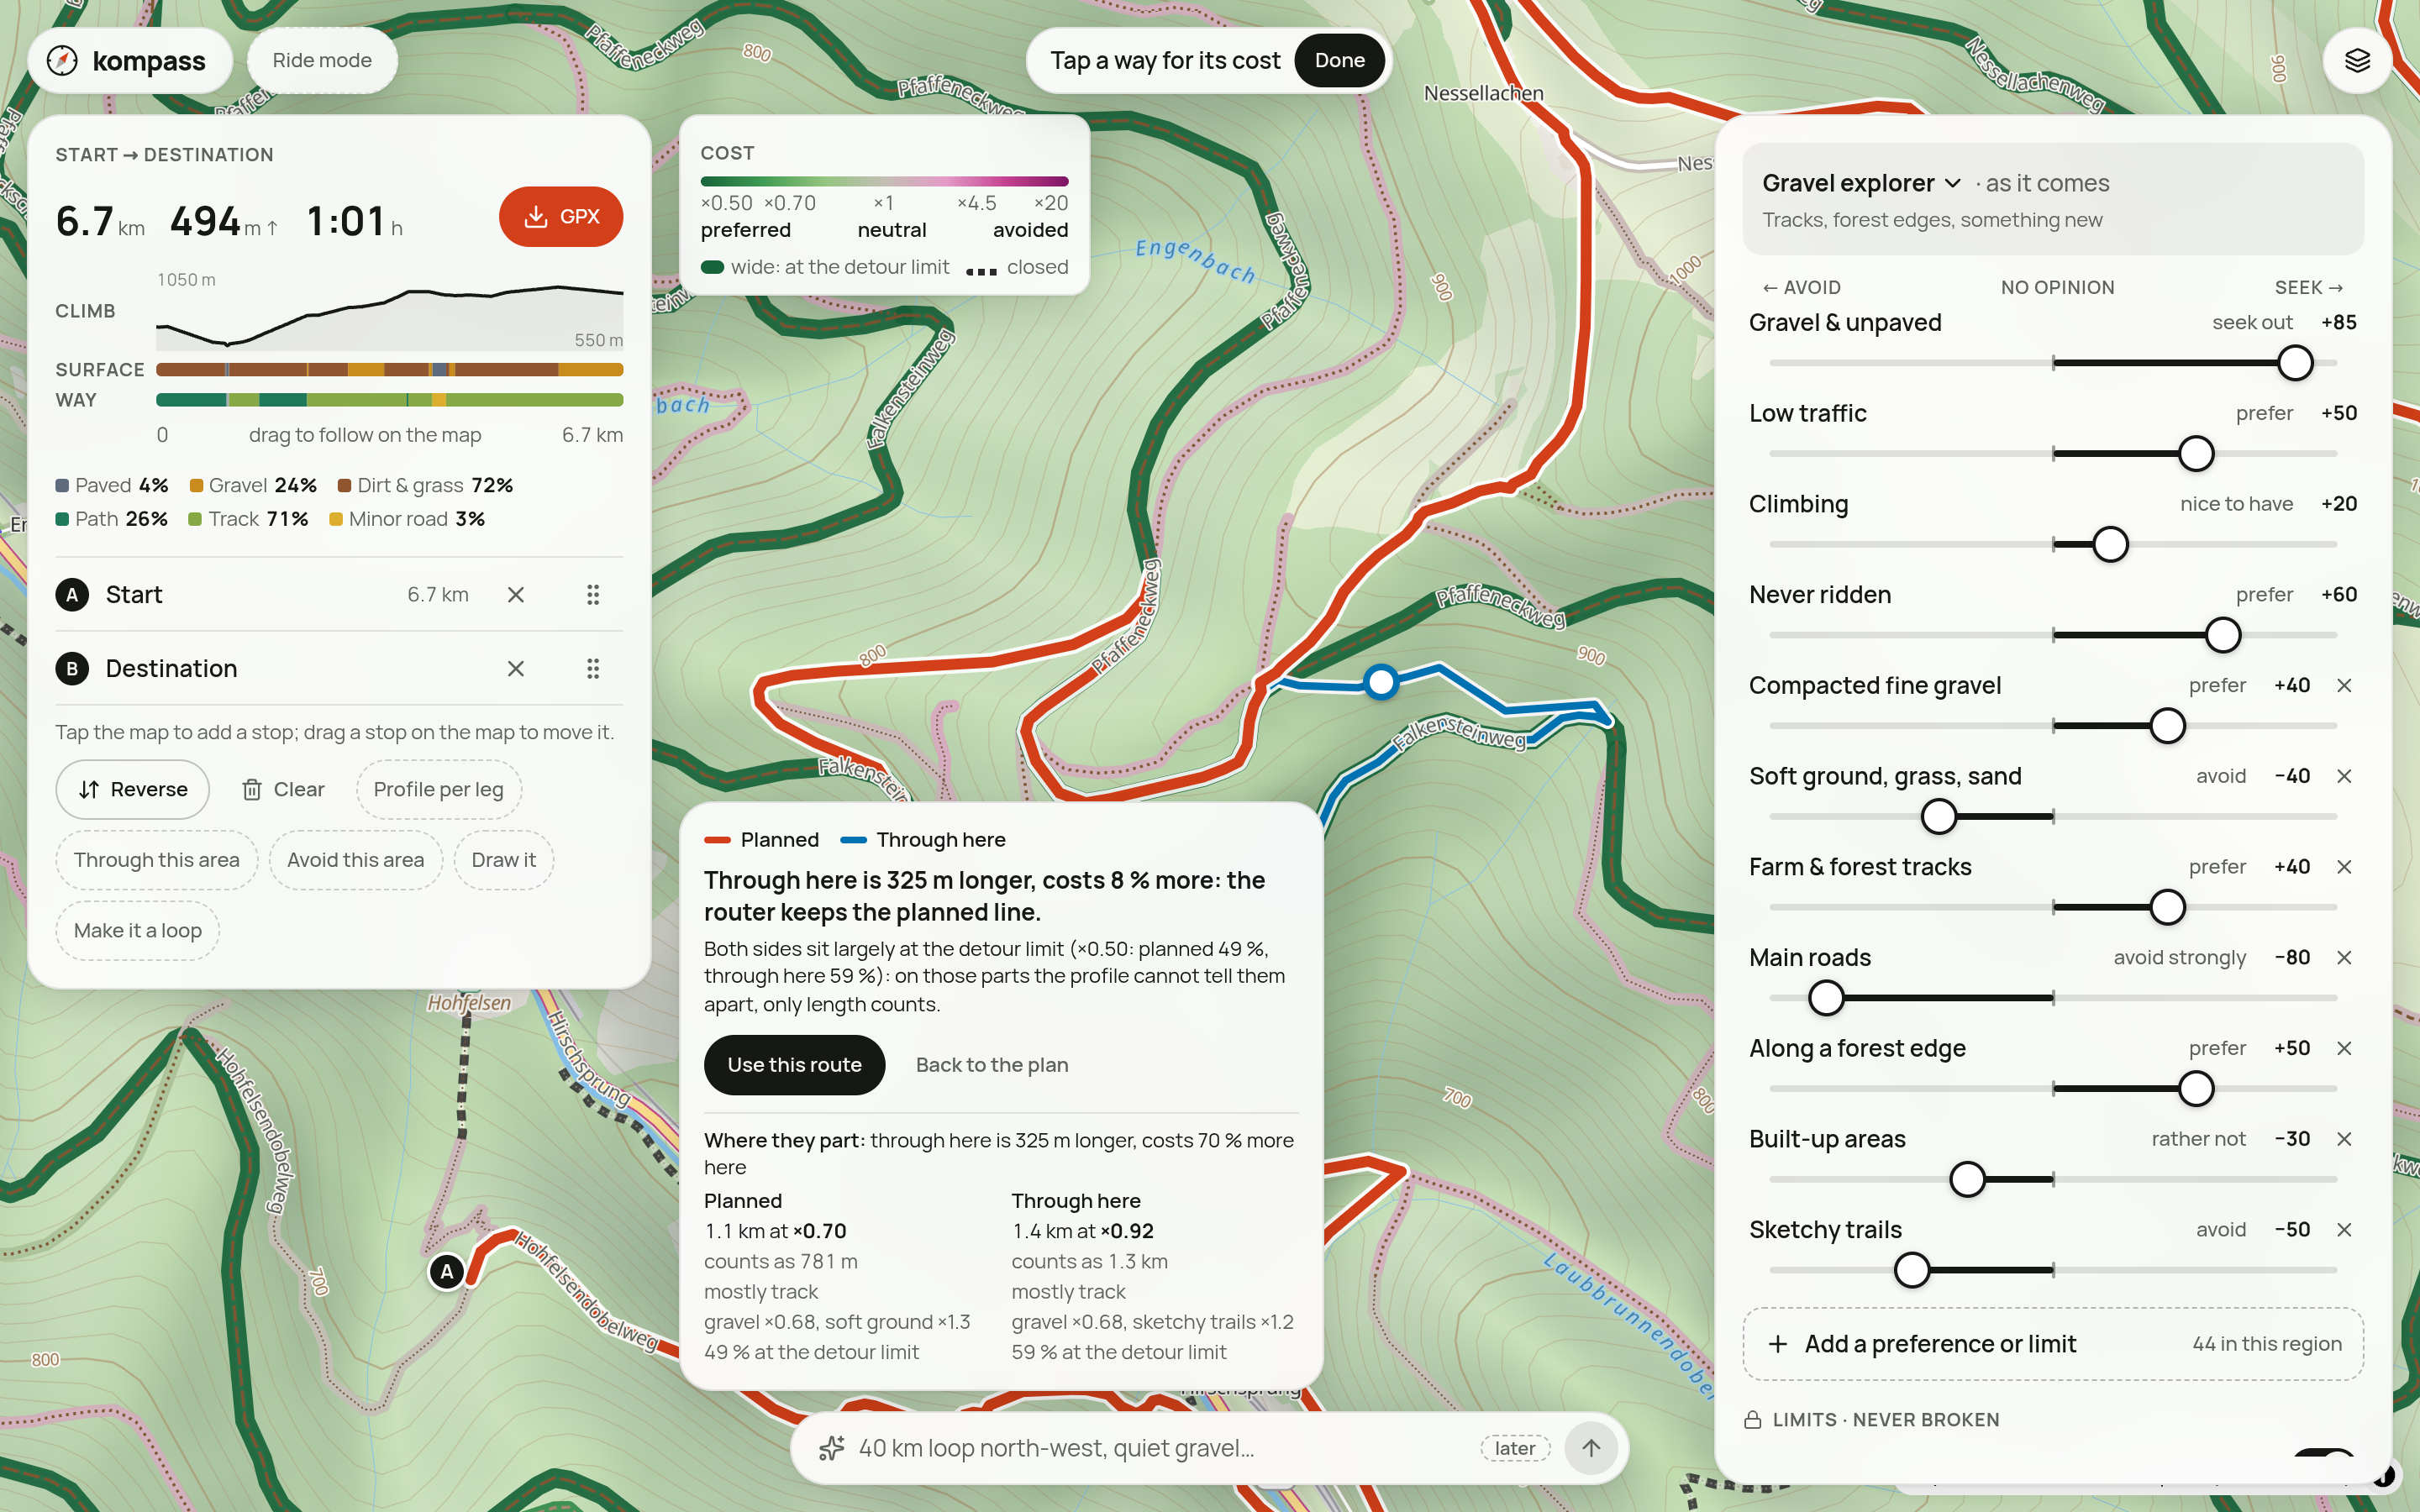 kompass
Ride mode
Tap a way for its cost
Done
START → DESTINATION
6.7 km 494 m ↑ 1:01 h
GPX
1050 m
CLIMB
550 m
SURFACE
WAY
0 drag to follow on the map 6.7 km
Paved 4% Gravel 24% Dirt & grass 72%
Path 26% Track 71% Minor road 3%
A Start 6.7 km
B Destination
Tap the map to add a stop; drag a stop on the map to move it.
Reverse Clear Profile per leg
Through this area Avoid this area Draw it
Make it a loop
COST
×0.50 ×0.70 ×1 ×4.5 ×20
preferred neutral avoided
wide: at the detour limit closed
Planned Through here
Through here is 325 m longer, costs 8 % more: the
router keeps the planned line.
Both sides sit largely at the detour limit (×0.50: planned 49 %,
through here 59 %): on those parts the profile cannot tell them
apart, only length counts.
Use this route Back to the plan
Where they part: through here is 325 m longer, costs 70 % more
here
Planned
1.1 km at ×0.70
counts as 781 m
mostly track
gravel ×0.68, soft ground ×1.3
49 % at the detour limit
Through here
1.4 km at ×0.92
counts as 1.3 km
mostly track
gravel ×0.68, sketchy trails ×1.2
59 % at the detour limit
40 km loop north-west, quiet gravel…
later
Gravel explorer · as it comes
Tracks, forest edges, something new
← AVOID NO OPINION SEEK →
Gravel & unpaved seek out +85
Low traffic prefer +50
Climbing nice to have +20
Never ridden prefer +60
Compacted fine gravel prefer +40
Soft ground, grass, sand avoid −40
Farm & forest tracks prefer +40
Main roads avoid strongly −80
Along a forest edge prefer +50
Built-up areas rather not −30
Sketchy trails avoid −50
Add a preference or limit 44 in this region
LIMITS · NEVER BROKEN
Pfaffeneckweg
800
Pfaffeneckweg
Nessellachen
Nessellachenweg
900
Engenbach
Pfaffeneckweg
900
1000
Falkensteinweg
bach
Pfaffeneckweg
800
Pfaffeneckweg
900
Falkensteinweg
Hohfelsen
Hirschsprung
Hohfelsendobelweg
700
A
Hohfelsendobelweg
800
700
800
Laubbrunnendobel
Hirschsprung